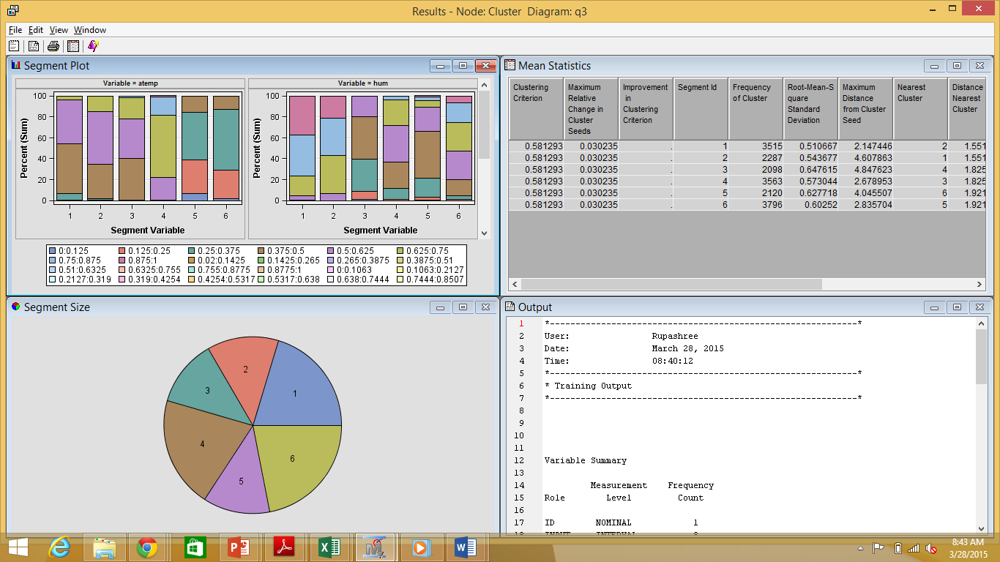 Results - Node: Cluster Diagram: q3
File Edit View Window
Segment Plot
Variable = atemp
Variable = hum
Percent (Sum)
100
80
60
40
20
0
1 2 3 4 5 6
Segment Variable
Percent (Sum)
100
80
60
40
20
0
1 2 3 4 5 6
Segment Variable
0:0.125 0.125:0.25 0.25:0.375 0.375:0.5 0.5:0.625 0.625:0.75
0.75:0.875 0.875:1 0.02:0.1425 0.1425:0.265 0.265:0.3875 0.3875:0.51
0.51:0.6325 0.6325:0.755 0.755:0.8775 0.8775:1 0:0.1063 0.1063:0.2127
0.2127:0.319 0.319:0.4254 0.4254:0.5317 0.5317:0.638 0.638:0.7444 0.7444:0.8507
Mean Statistics
Clustering Criterion
Maximum Relative Change in Cluster Seeds
Improvement in Clustering Criterion
Segment Id
Frequency of Cluster
Root-Mean-Square Standard Deviation
Maximum Distance from Cluster Seed
Nearest Cluster
Distance Nearest Cluster
0.581293 0.030235 . 1 3515 0.510667 2.147446 2 1.551
0.581293 0.030235 . 2 2287 0.543677 4.607863 1 1.551
0.581293 0.030235 . 3 2098 0.647615 4.847623 4 1.825
0.581293 0.030235 . 4 3563 0.573044 2.678953 3 1.825
0.581293 0.030235 . 5 2120 0.627718 4.045507 6 1.921
0.581293 0.030235 . 6 3796 0.60252 2.835704 5 1.921
Segment Size
1
2
3
4
5
6
Output
1 *------------------------------------------------------------*
2 User: Rupashree
3 Date: March 28, 2015
4 Time: 08:40:12
5 *------------------------------------------------------------*
6 * Training Output
7 *------------------------------------------------------------*
8
9
10
11
12 Variable Summary
13
14 Measurement Frequency
15 Role Level Count
16
17 ID NOMINAL 1
18 INPUT INTERVAL 8
8:43 AM
3/28/2015